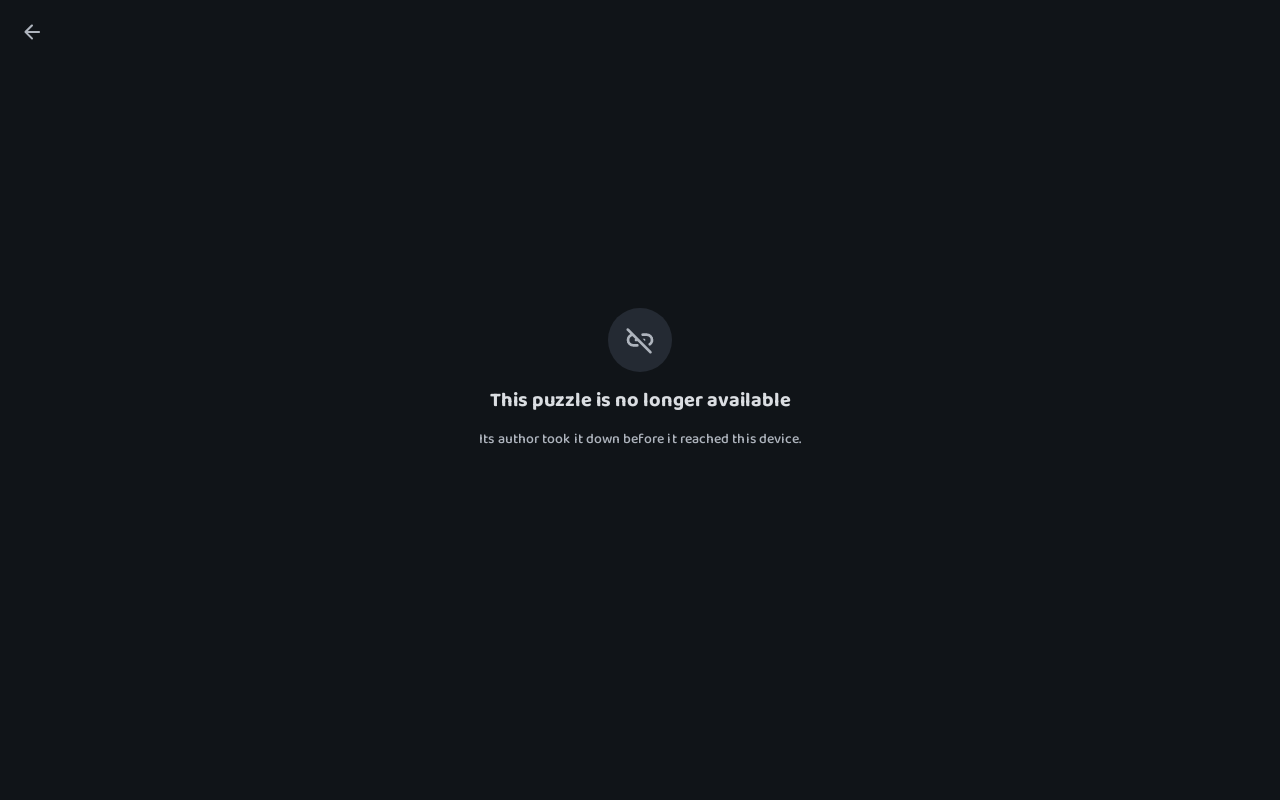 This puzzle is no longer available
Its author took it down before it reached this device.